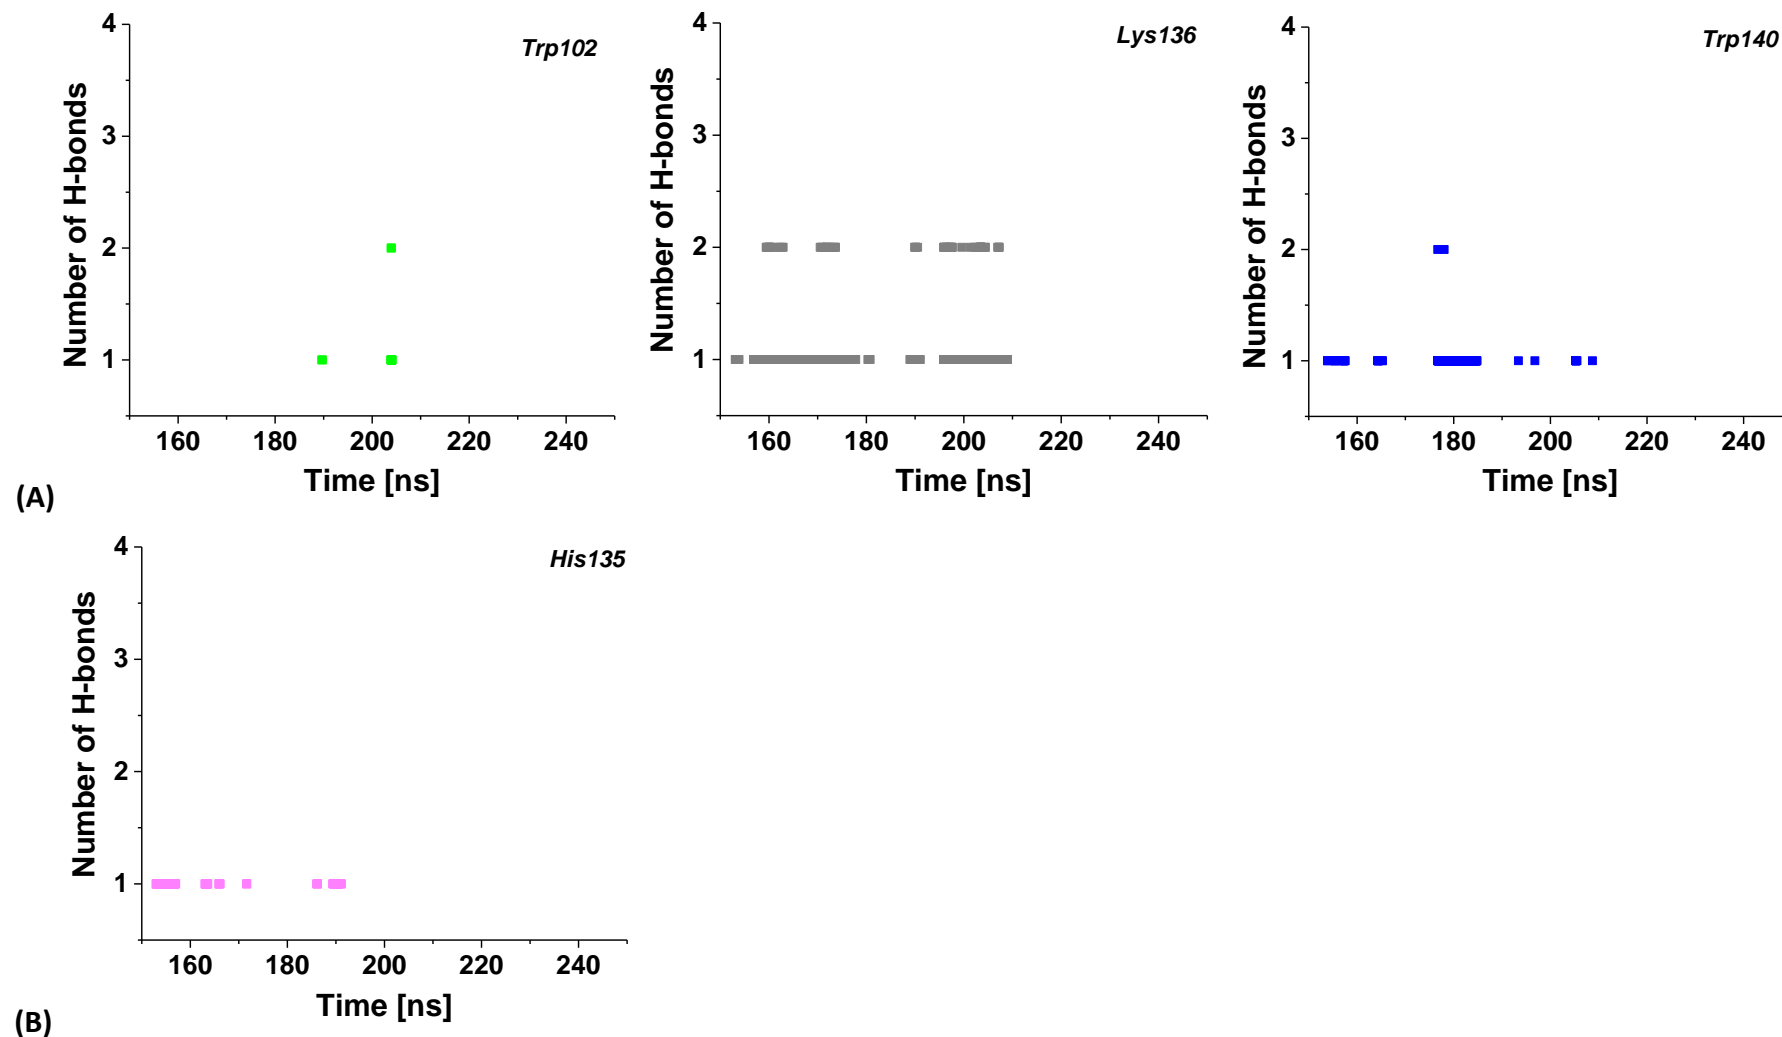 Trp102
Number of H-bonds
4
3
2
1
160 180 200 220 240
Time [ns]
Lys136
Number of H-bonds
4
3
2
1
160 180 200 220 240
Time [ns]
Trp140
Number of H-bonds
4
3
2
1
160 180 200 220 240
Time [ns]
(A)
His135
Number of H-bonds
4
3
2
1
160 180 200 220 240
Time [ns]
(B)